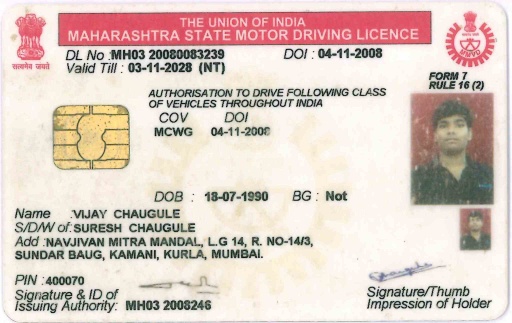 THE UNION OF INDIA
MAHARASHTRA STATE MOTOR DRIVING LICENCE
सत्यमेव जयते
DL No :MH03 20080083239 DOI : 04-11-2008
Valid Till : 03-11-2028 (NT)
FORM 7
RULE 16 (2)
AUTHORISATION TO DRIVE FOLLOWING CLASS
OF VEHICLES THROUGHOUT INDIA
COV DOI
MCWG 04-11-2008
DOB : 18-07-1990 BG : Not
Name :VIJAY CHAUGULE
S/D/W of :SURESH CHAUGULE
Add :NAVJIVAN MITRA MANDAL, L.G 14, R. NO-14/3,
SUNDAR BAUG, KAMANI, KURLA, MUMBAI.
PIN :400070
Signature & ID of
Issuing Authority: MH03 2008246
Signature/Thumb
Impression of Holder